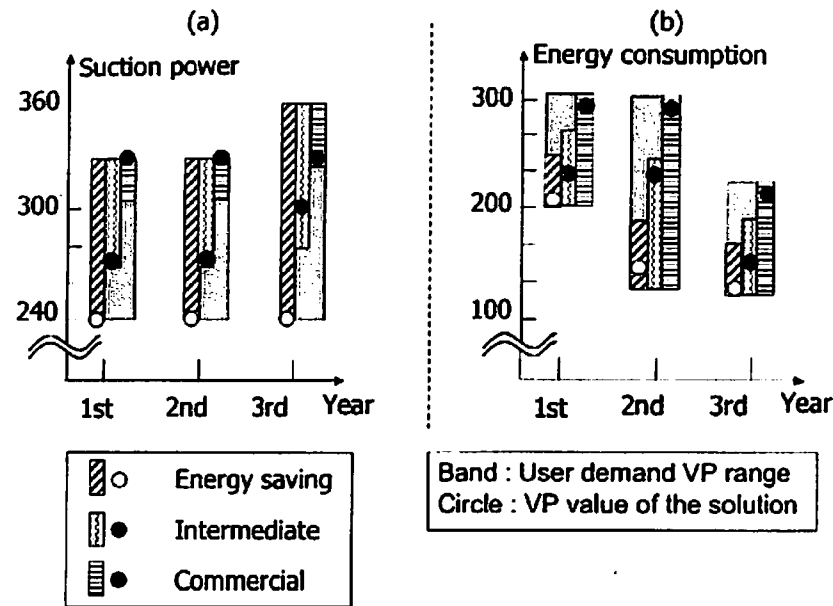 (a)
Suction power
360
300
240
1st 2nd 3rd Year
(b)
Energy consumption
300
200
100
1st 2nd 3rd Year
Energy saving
Intermediate
Commercial
Band : User demand VP range
Circle : VP value of the solution